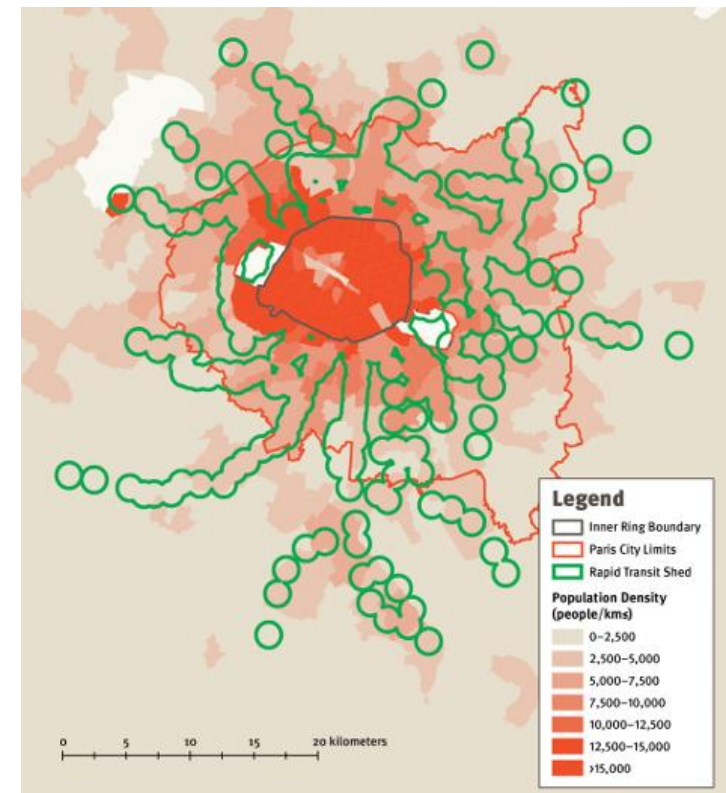 Legend
Inner Ring Boundary
Paris City Limits
Rapid Transit Shed
Population Density
(people/kms)
0–2,500
2,500–5,000
5,000–7,500
7,500–10,000
10,000–12,500
12,500–15,000
>15,000
0 5 10 15 20 kilometers